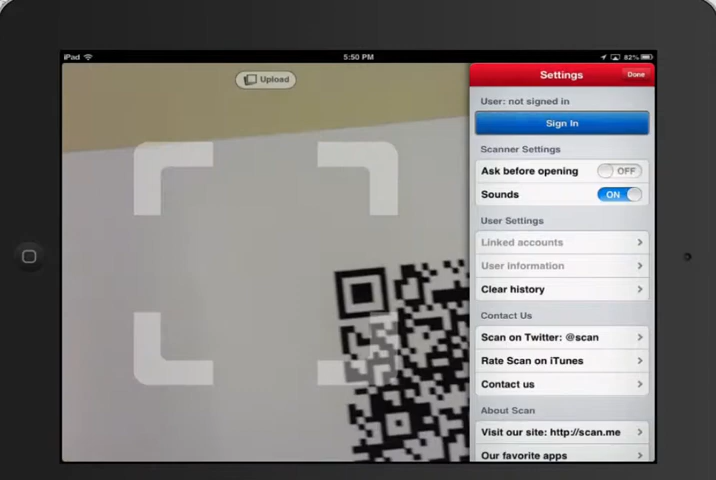 iPad 5:50 PM 82%
Upload
Settings Done
User: not signed in
Sign In
Scanner Settings
Ask before opening OFF
Sounds ON
User Settings
Linked accounts
User information
Clear history
Contact Us
Scan on Twitter: @scan
Rate Scan on iTunes
Contact us
About Scan
Visit our site: http://scan.me
Our favorite apps